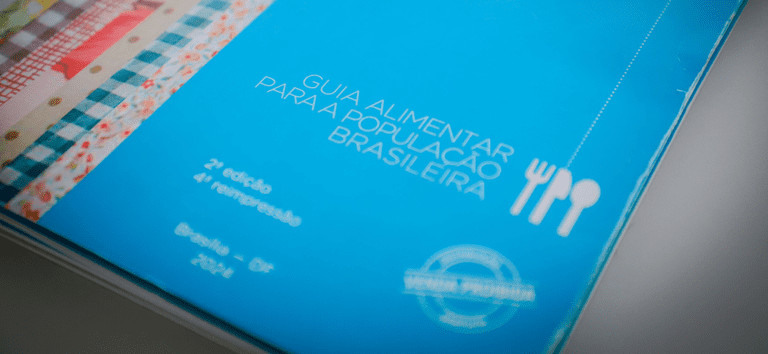 GUIA ALIMENTAR
PARA A POPULAÇÃO
BRASILEIRA
2ª edição
4ª reimpressão
Brasília – DF
2024
VENDA PROIBIDA